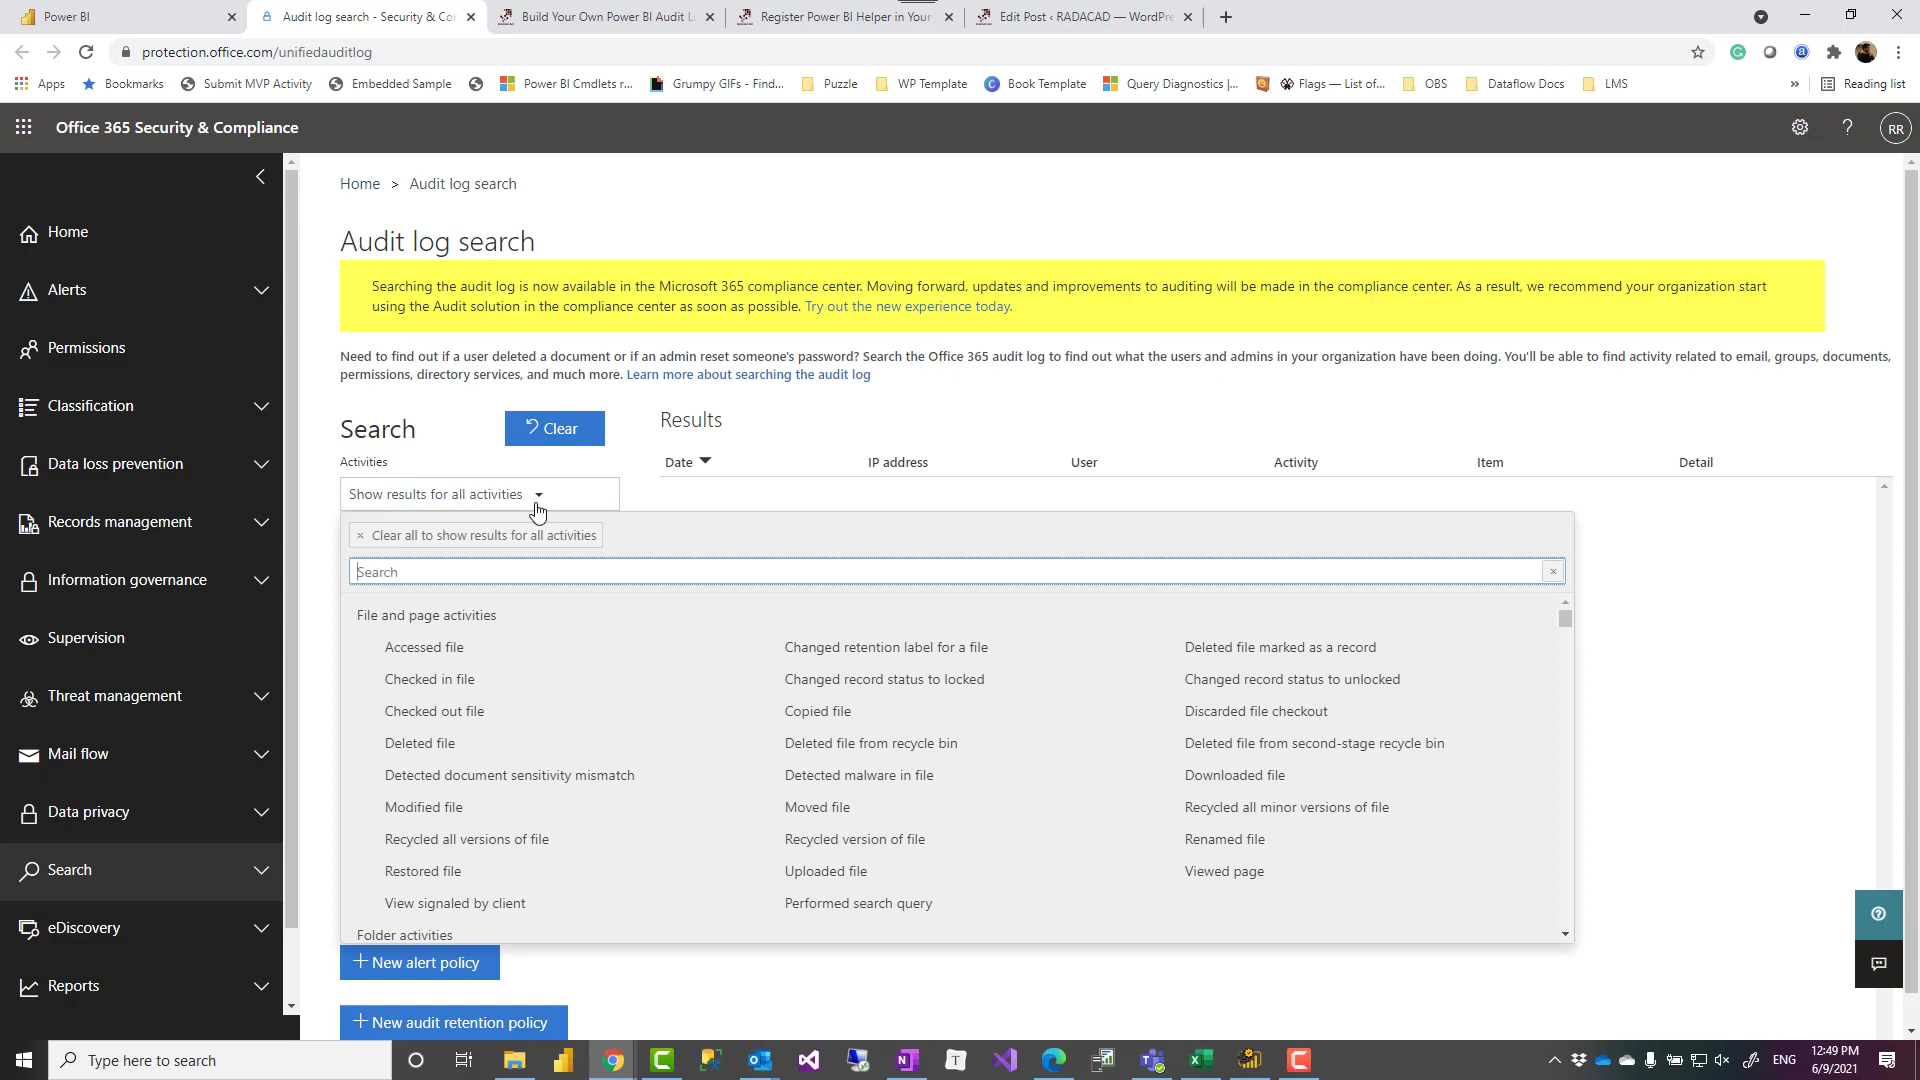 Power BI
Audit log search - Security & Co
Build Your Own Power BI Audit L
Register Power BI Helper in Your
Edit Post ‹ RADACAD — WordPre
protection.office.com/unifiedauditlog
Apps
Bookmarks
Submit MVP Activity
Embedded Sample
Power BI Cmdlets r...
Grumpy GIFs - Find...
Puzzle
WP Template
Book Template
Query Diagnostics |...
Flags — List of...
OBS
Dataflow Docs
LMS
»
Reading list
Office 365 Security & Compliance
?
RR
Home
Alerts
Permissions
Classification
Data loss prevention
Records management
Information governance
Supervision
Threat management
Mail flow
Data privacy
Search
eDiscovery
Reports
Home > Audit log search
Audit log search
Searching the audit log is now available in the Microsoft 365 compliance center. Moving forward, updates and improvements to auditing will be made in the compliance center. As a result, we recommend your organization start
using the Audit solution in the compliance center as soon as possible. Try out the new experience today.
Need to find out if a user deleted a document or if an admin reset someone's password? Search the Office 365 audit log to find out what the users and admins in your organization have been doing. You'll be able to find activity related to email, groups, documents,
permissions, directory services, and much more. Learn more about searching the audit log
Search
Clear
Results
Activities
Date
IP address
User
Activity
Item
Detail
Show results for all activities
× Clear all to show results for all activities
Search
×
File and page activities
Accessed file
Changed retention label for a file
Deleted file marked as a record
Checked in file
Changed record status to locked
Changed record status to unlocked
Checked out file
Copied file
Discarded file checkout
Deleted file
Deleted file from recycle bin
Deleted file from second-stage recycle bin
Detected document sensitivity mismatch
Detected malware in file
Downloaded file
Modified file
Moved file
Recycled all minor versions of file
Recycled all versions of file
Recycled version of file
Renamed file
Restored file
Uploaded file
Viewed page
View signaled by client
Performed search query
Folder activities
+ New alert policy
+ New audit retention policy
Type here to search
ENG
12:49 PM
6/9/2021